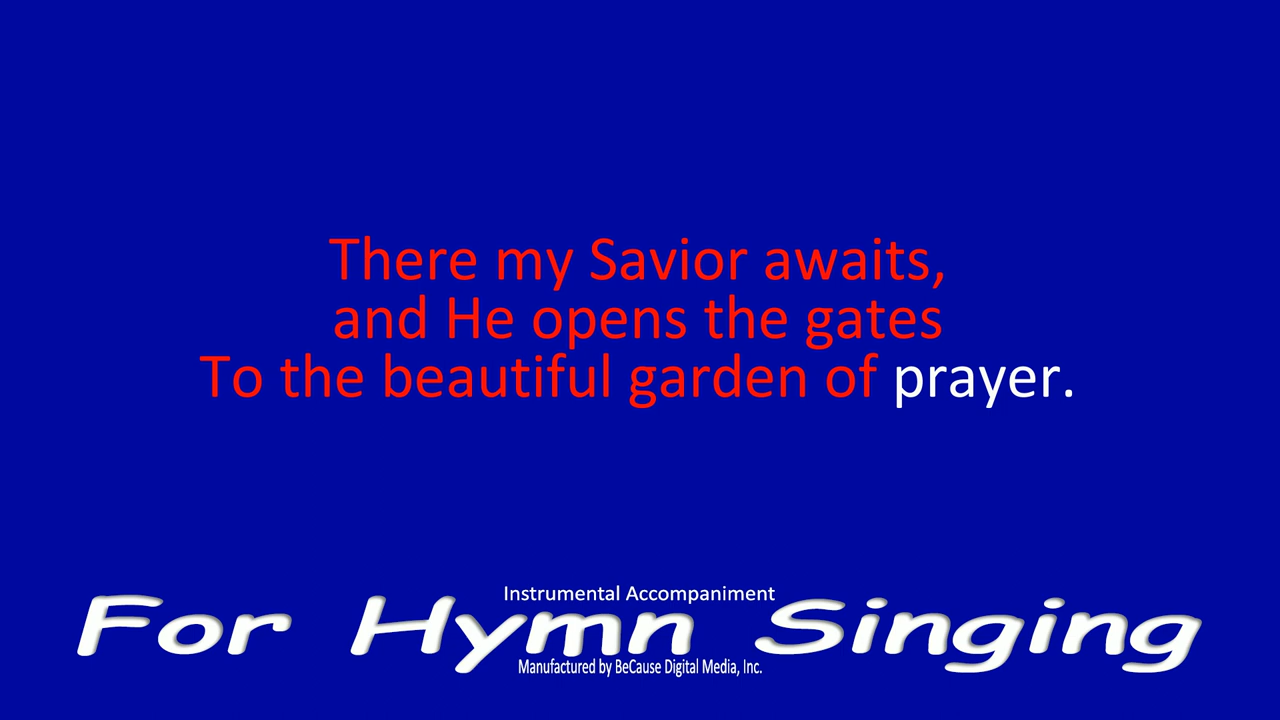 There my Savior awaits,
and He opens the gates
To the beautiful garden of prayer.
Instrumental Accompaniment
For Hymn Singing
Manufactured by BeCause Digital Media, Inc.